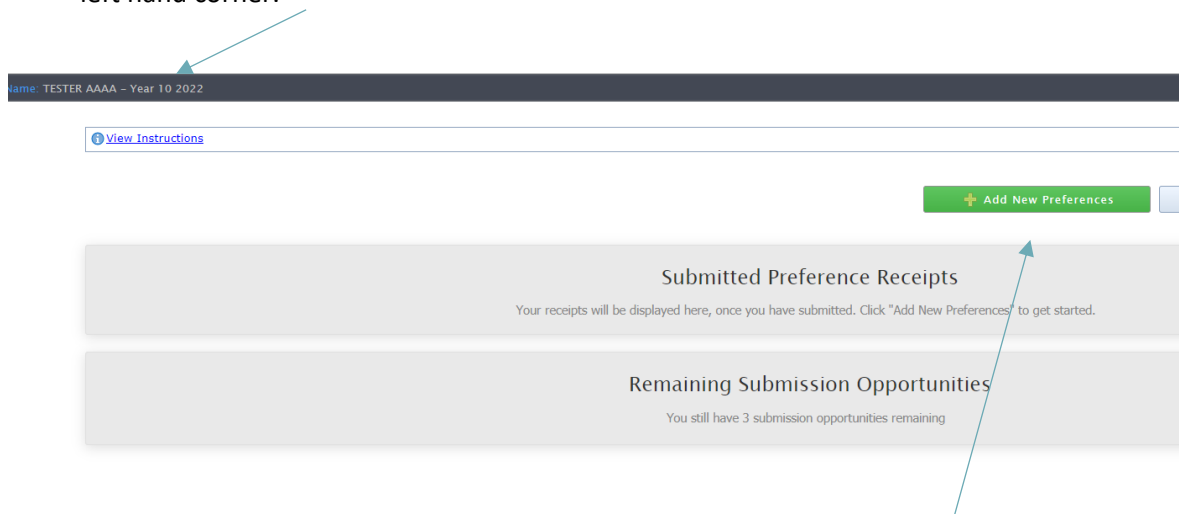 left hand corner.
Name: TESTER AAAA – Year 10 2022
View Instructions
Add New Preferences
Submitted Preference Receipts
Your receipts will be displayed here, once you have submitted. Click "Add New Preferences" to get started.
Remaining Submission Opportunities
You still have 3 submission opportunities remaining